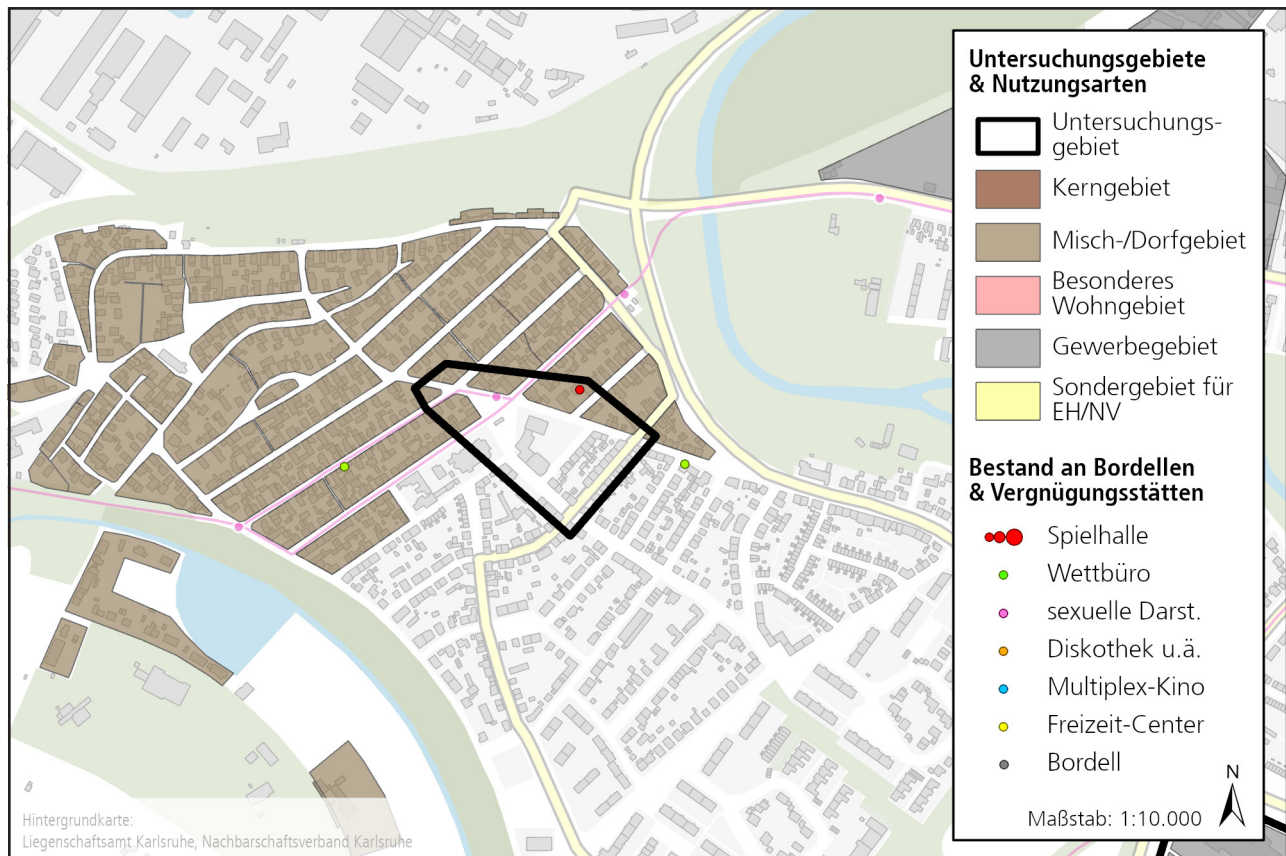 Untersuchungsgebiete
& Nutzungsarten
Untersuchungs-
gebiet
Kerngebiet
Misch-/Dorfgebiet
Besonderes
Wohngebiet
Gewerbegebiet
Sondergebiet für
EH/NV
Bestand an Bordellen
& Vergnügungsstätten
Spielhalle
Wettbüro
sexuelle Darst.
Diskothek u.ä.
Multiplex-Kino
Freizeit-Center
Bordell
N
Maßstab: 1:10.000
Hintergrundkarte:
Liegenschaftsamt Karlsruhe, Nachbarschaftsverband Karlsruhe